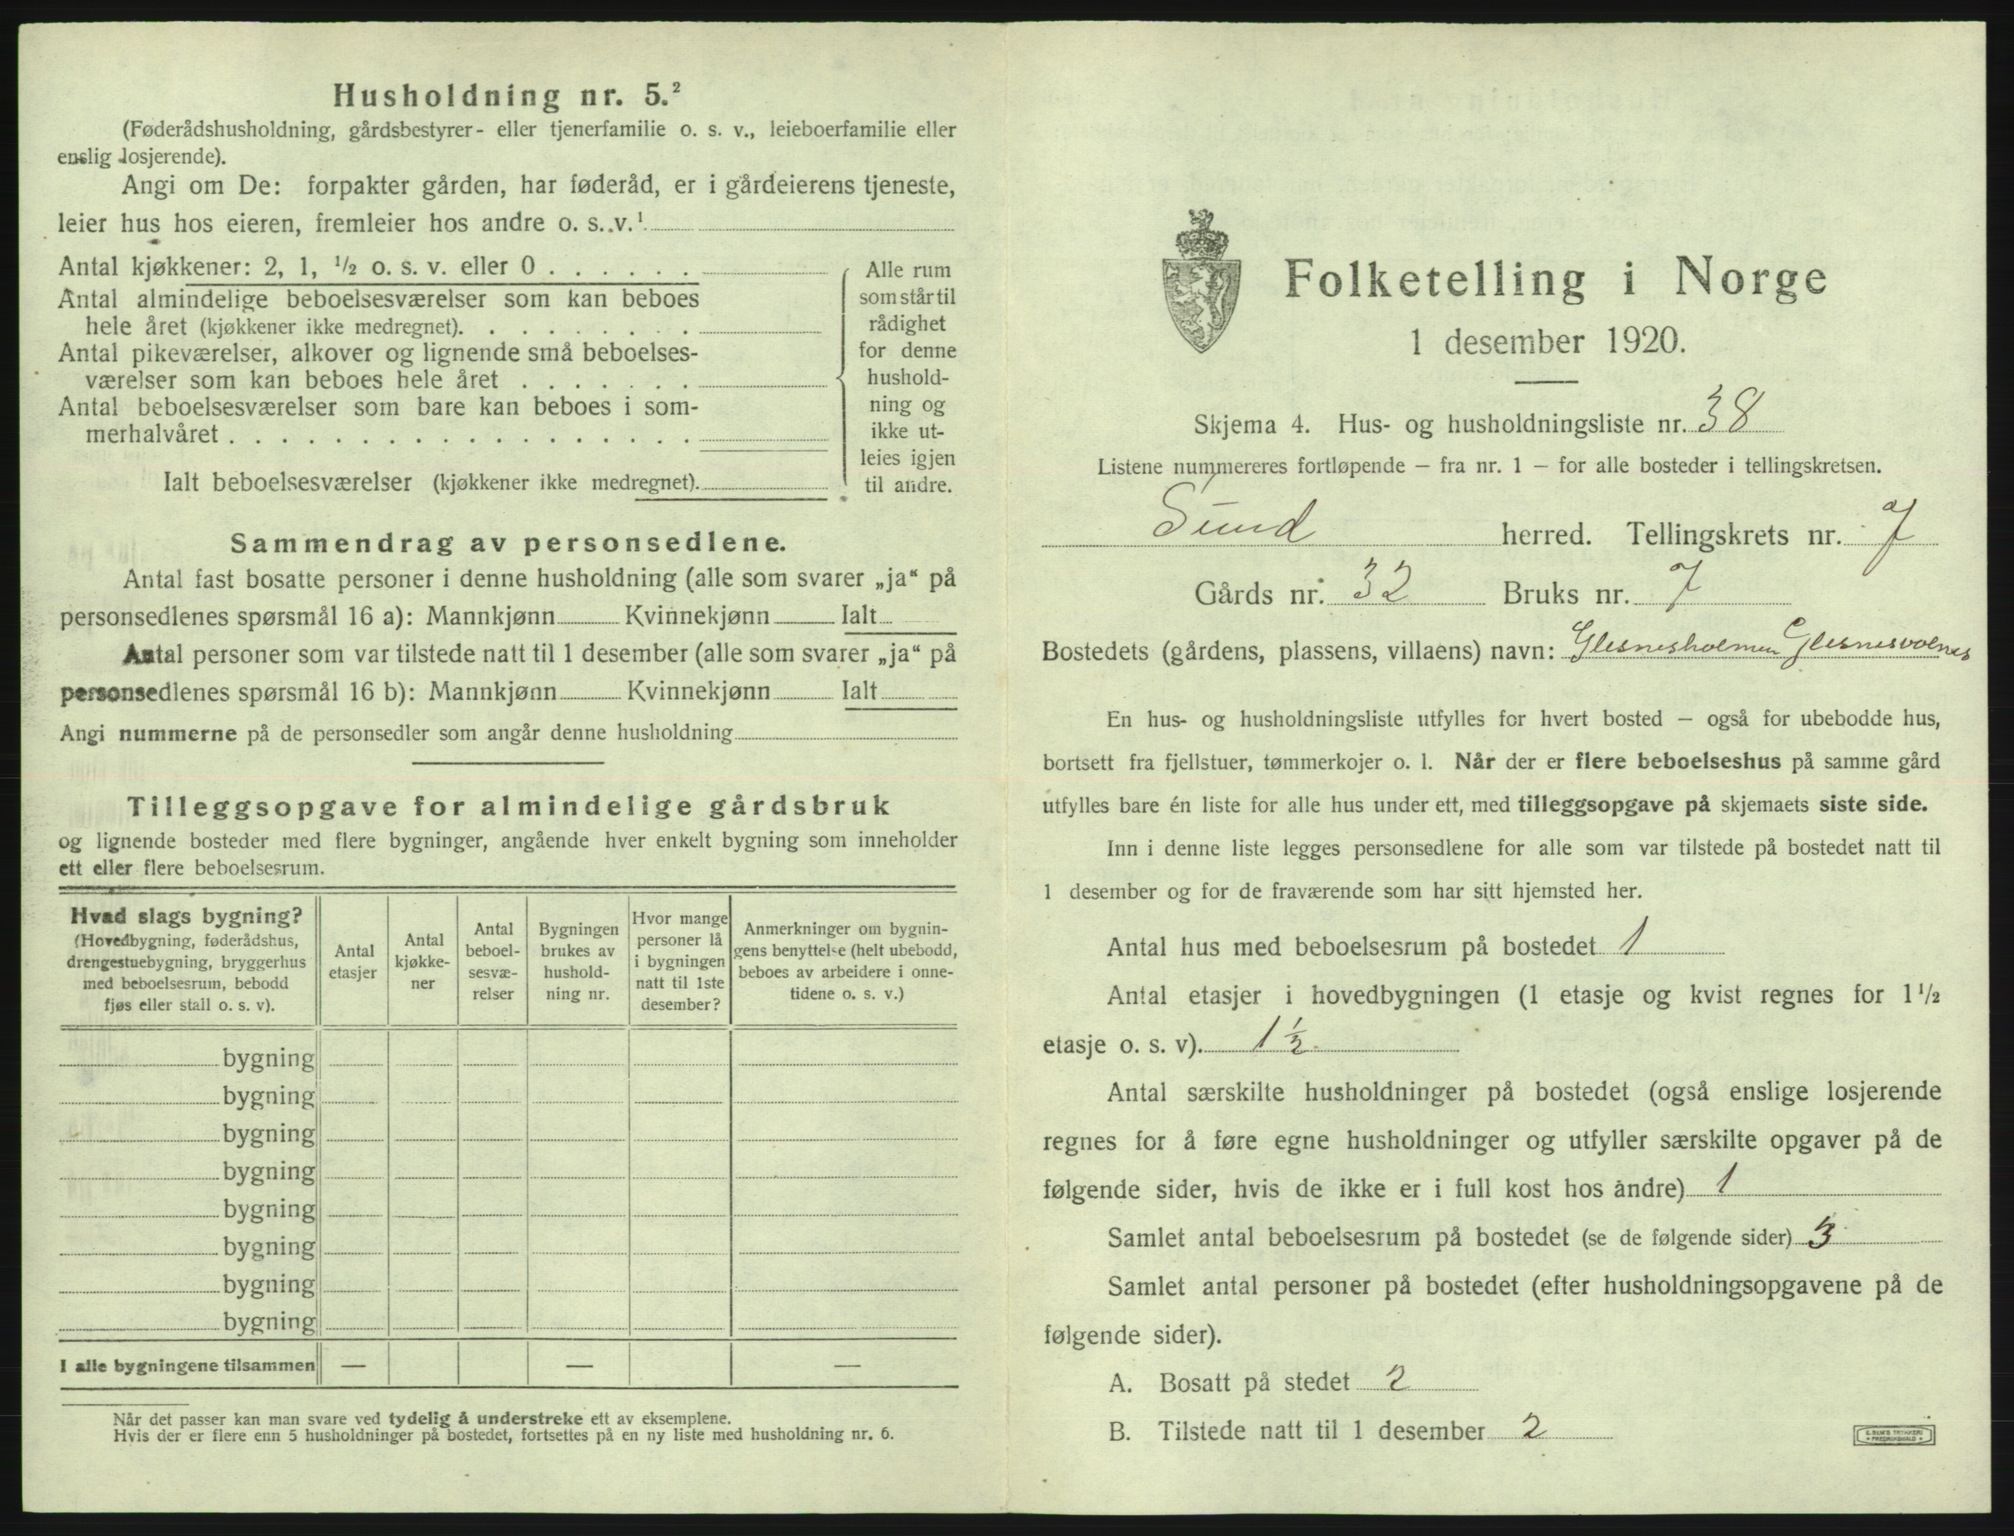 Husholdning nr. 5.²
(Føderådshusholdning, gårdsbestyrer- eller tjenerfamilie o. s. v., leieboerfamilie eller
enslig losjerende).
Angi om De: forpakter gården, har føderåd, er i gårdeierens tjeneste,
leier hus hos eieren, fremleier hos andre o. s. v.¹
Antal kjøkkener: 2, 1, ½ o. s. v. eller 0 . . . . . .
Antal almindelige beboelsesværelser som kan beboes
hele året (kjøkkener ikke medregnet). . . . . . . . .
Antal pikeværelser, alkover og lignende små beboelses-
værelser som kan beboes hele året . . . . . . .
Antal beboelsesværelser som bare kan beboes i som-
merhalvåret . . . . . . . . . . . . . . . . . .
Ialt beboelsesværelser (kjøkkener ikke medregnet).
Alle rum
som står til
rådighet
for denne
hushold-
ning og
ikke ut-
leies igjen
til andre.
Sammendrag av personsedlene.
Antal fast bosatte personer i denne husholdning (alle som svarer „ja“ på
personsedlenes spørsmål 16 a): Mannkjønn Kvinnekjønn Ialt
Antal personer som var tilstede natt til 1 desember (alle som svarer „ja“ på
personsedlenes spørsmål 16 b): Mannkjønn Kvinnekjønn Ialt
Angi nummerne på de personsedler som angår denne husholdning
Tilleggsopgave for almindelige gårdsbruk
og lignende bosteder med flere bygninger, angående hver enkelt bygning som inneholder
ett eller flere beboelsesrum.
Hvad slags bygning?
(Hovedbygning, føderådshus,
drengestuebygning, bryggerhus
med beboelsesrum, bebodd
fjøs eller stall o. s. v).
Antal
etasjer
Antal
kjøkke-
ner
Antal
beboel-
sesvæ-
relser
Bygningen
brukes av
hushold-
ning nr.
Hvor mange
personer lå
i bygningen
natt til 1ste
desember?
Anmerkninger om bygnin-
gens benyttelse (helt ubebodd,
beboes av arbeidere i onne-
tidene o. s. v.)
bygning
bygning
bygning
bygning
bygning
bygning
bygning
bygning
I alle bygningene tilsammen — — —
Når det passer kan man svare ved tydelig å understreke ett av eksemplene.
Hvis der er flere enn 5 husholdninger på bostedet, fortsettes på en ny liste med husholdning nr. 6.
Folketelling i Norge
1 desember 1920.
Skjema 4. Hus- og husholdningsliste nr. 38
Listene nummereres fortløpende – fra nr. 1 – for alle bosteder i tellingskretsen.
Sund herred. Tellingskrets nr. 7
Gårds nr. 32 Bruks nr. 7
Bostedets (gårdens, plassens, villaens) navn: Glesnesholmen Glesnesvolnes
En hus- og husholdningsliste utfylles for hvert bosted – også for ubebodde hus,
bortsett fra fjellstuer, tømmerkojer o. l. Når der er flere beboelseshus på samme gård
utfylles bare én liste for alle hus under ett, med tilleggsopgave på skjemaets siste side.
Inn i denne liste legges personsedlene for alle som var tilstede på bostedet natt til
1 desember og for de fraværende som har sitt hjemsted her.
Antal hus med beboelsesrum på bostedet 1
Antal etasjer i hovedbygningen (1 etasje og kvist regnes for 1½
etasje o. s. v). 1½
Antal særskilte husholdninger på bostedet (også enslige losjerende
regnes for å føre egne husholdninger og utfyller særskilte opgaver på de
følgende sider, hvis de ikke er i full kost hos andre) 1
Samlet antal beboelsesrum på bostedet (se de følgende sider) 3
Samlet antal personer på bostedet (efter husholdningsopgavene på de
følgende sider).
A. Bosatt på stedet 2
B. Tilstede natt til 1 desember 2